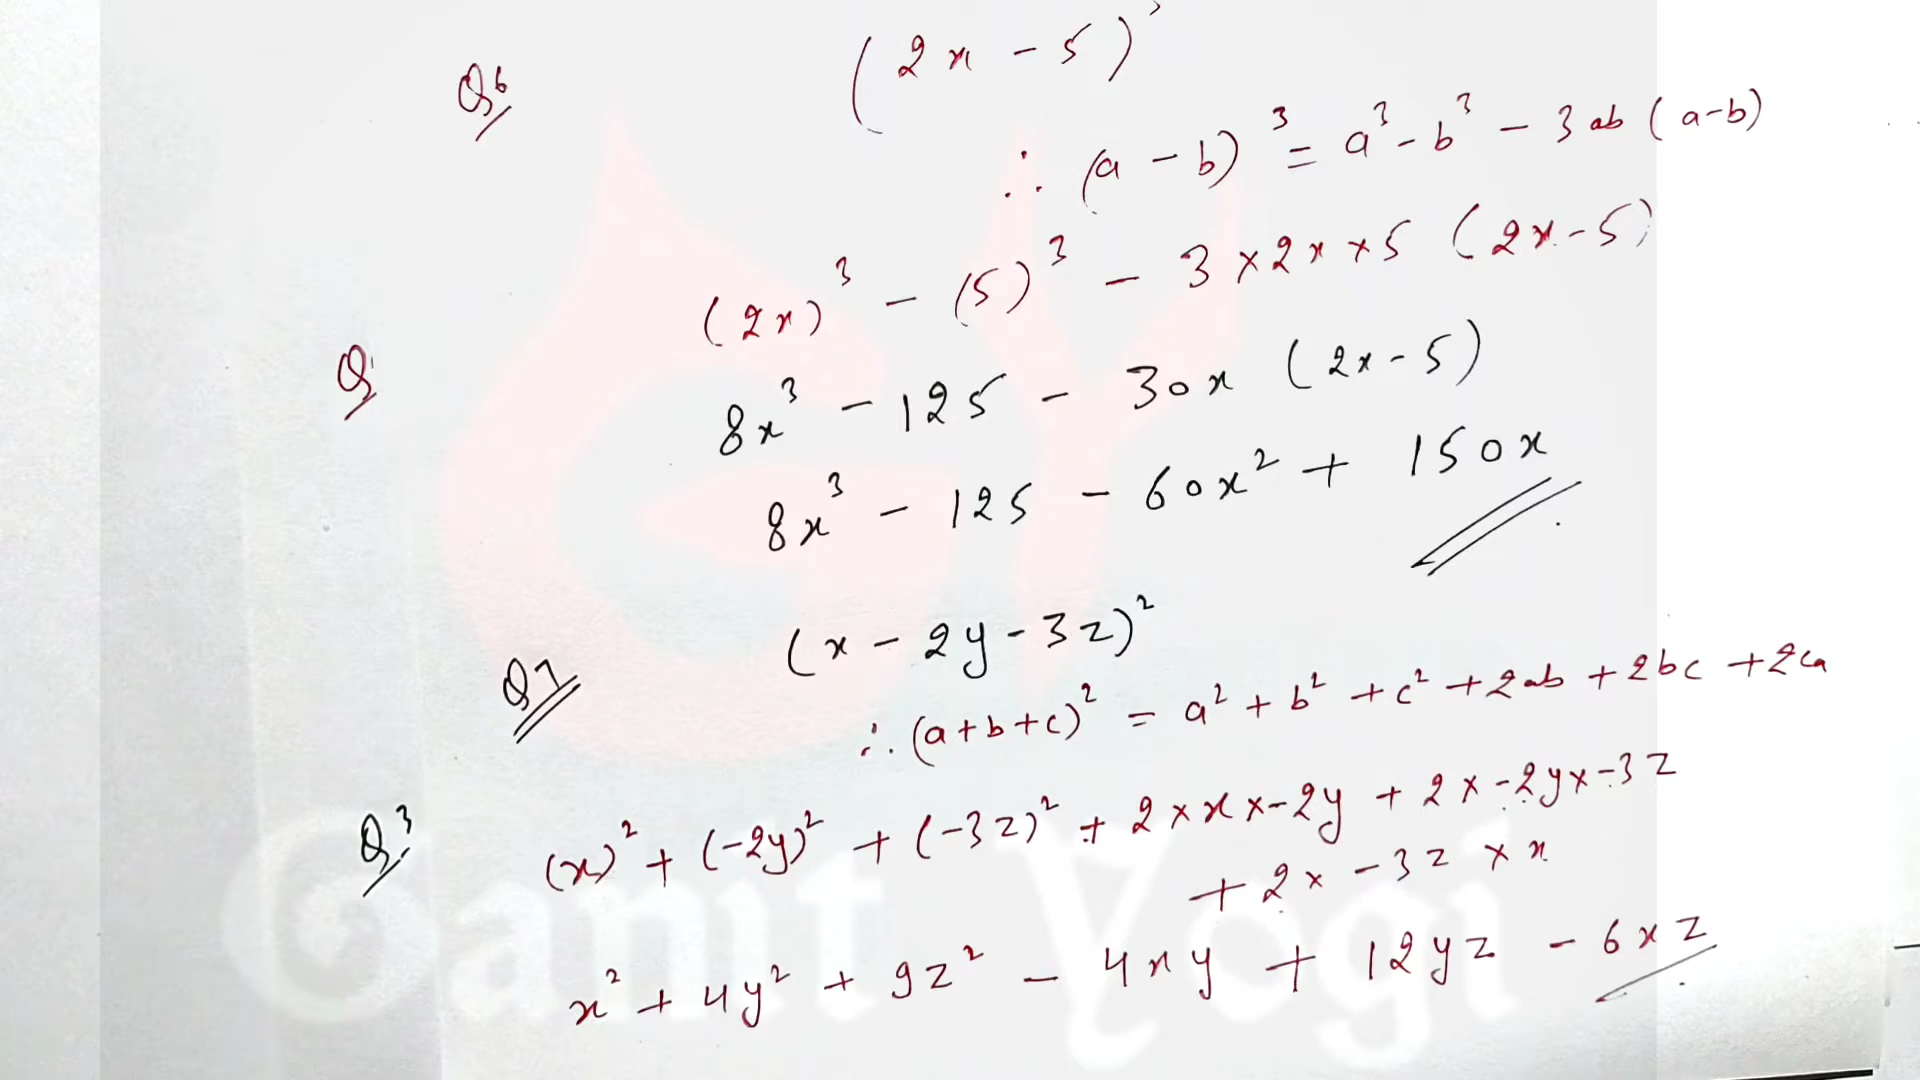 Q6 (2x - 5)³
∴ (a - b)³ = a³ - b³ - 3ab (a-b)
(2x)³ - (5)³ - 3 × 2x × 5 (2x-5)
Q
8x³ - 125 - 30x (2x-5)
8x³ - 125 - 60x² + 150x
Q7 (x - 2y - 3z)²
∴ (a+b+c)² = a² + b² + c² + 2ab + 2bc + 2ca
Q3 (x)² + (-2y)² + (-3z)² + 2 × x × -2y + 2 × -2y × -3z
+ 2 × -3z × x
x² + 4y² + 9z² - 4xy + 12yz - 6xz
Ganit Yogi